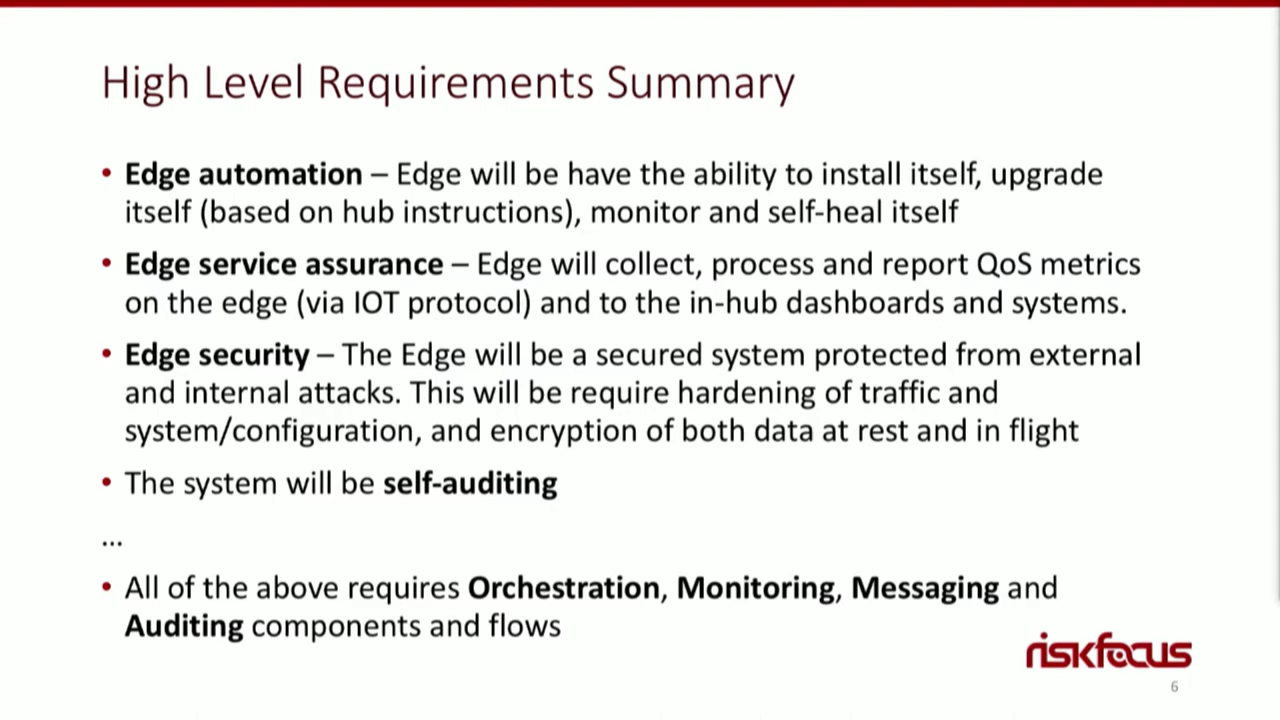 High Level Requirements Summary
• Edge automation – Edge will be have the ability to install itself, upgrade
itself (based on hub instructions), monitor and self-heal itself
• Edge service assurance – Edge will collect, process and report QoS metrics
on the edge (via IOT protocol) and to the in-hub dashboards and systems.
• Edge security – The Edge will be a secured system protected from external
and internal attacks. This will be require hardening of traffic and
system/configuration, and encryption of both data at rest and in flight
• The system will be self-auditing
...
• All of the above requires Orchestration, Monitoring, Messaging and
Auditing components and flows
riskfocus
6